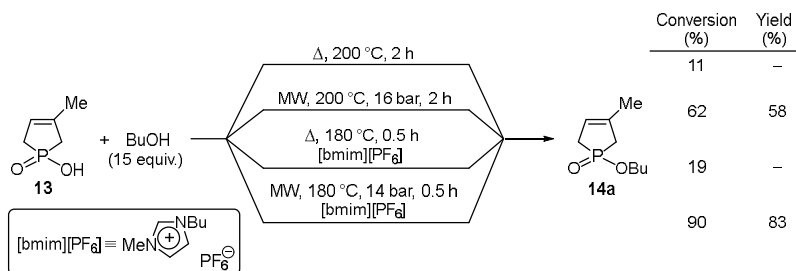 Conversion Yield
(%) (%)
Δ, 200 °C, 2 h
11 –
MW, 200 °C, 16 bar, 2 h
62 58
Me
P
O
OH
13
+ BuOH
(15 equiv.)
Δ, 180 °C, 0.5 h
[bmim][PF6]
19 –
MW, 180 °C, 14 bar, 0.5 h
[bmim][PF6]
90 83
Me
P
O
OBu
14a
[bmim][PF6] ≡ MeN + NBu
PF6⊖